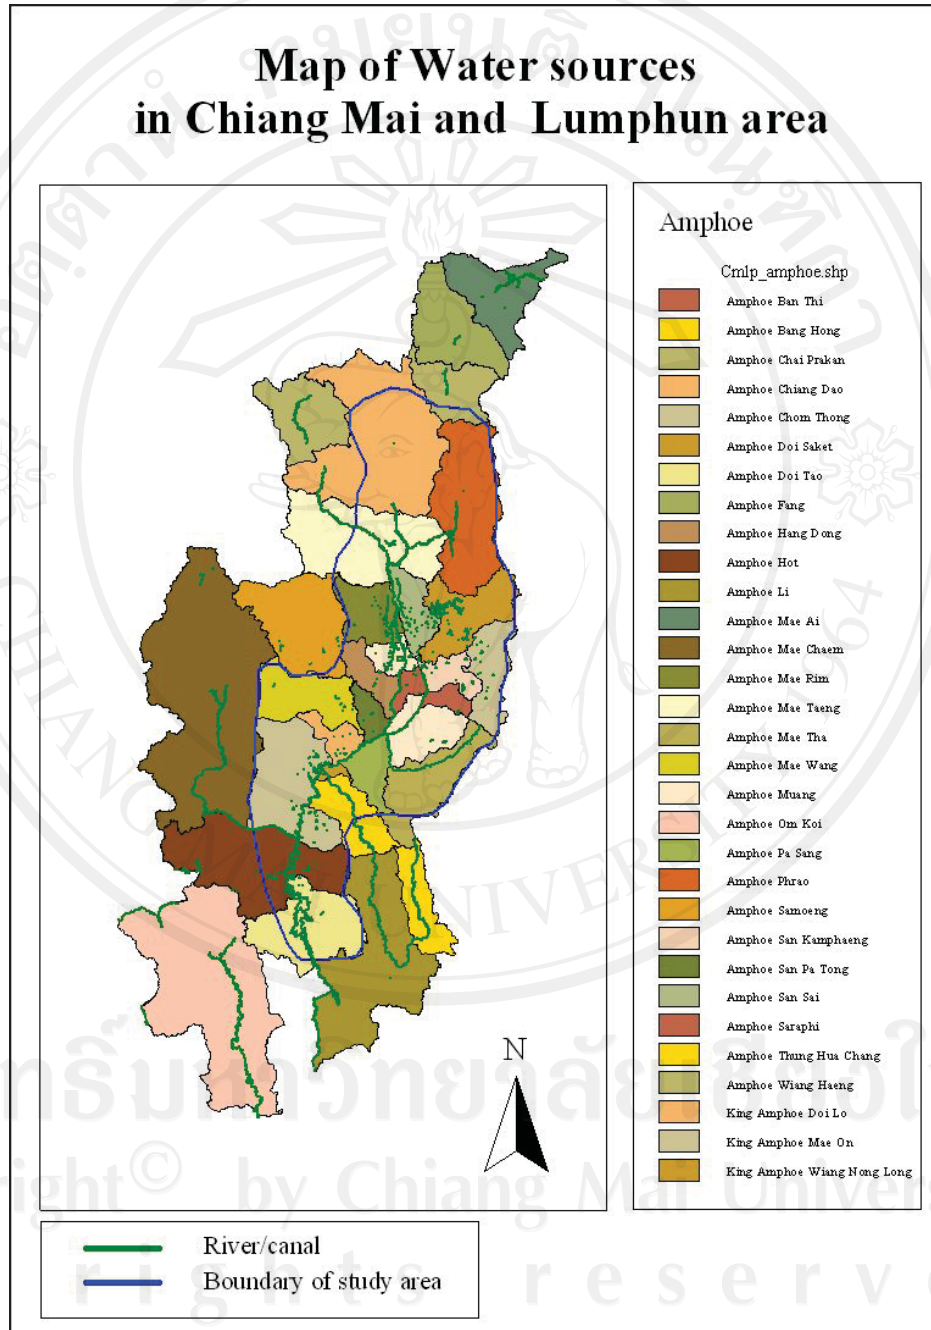 Map of Water sources
in Chiang Mai and Lumphun area
Amphoe
Cmlp_amphoe.shp
Amphoe Ban Thi
Amphoe Bang Hong
Amphoe Chai Prakan
Amphoe Chiang Dao
Amphoe Chom Thong
Amphoe Doi Saket
Amphoe Doi Tao
Amphoe Fang
Amphoe Hang Dong
Amphoe Hot
Amphoe Li
Amphoe Mae Ai
Amphoe Mae Chaem
Amphoe Mae Rim
Amphoe Mae Taeng
Amphoe Mae Tha
Amphoe Mae Wang
Amphoe Muang
Amphoe Om Koi
Amphoe Pa Sang
Amphoe Phrao
Amphoe Samoeng
Amphoe San Kamphaeng
Amphoe San Pa Tong
Amphoe San Sai
Amphoe Saraphi
Amphoe Thung Hua Chang
Amphoe Wiang Haeng
King Amphoe Doi Lo
King Amphoe Mae On
King Amphoe Wiang Nong Long
N
River/canal
Boundary of study area
CHIANG MAI UNIVERSITY 1964
by Chiang Mai Univers
rights reserve